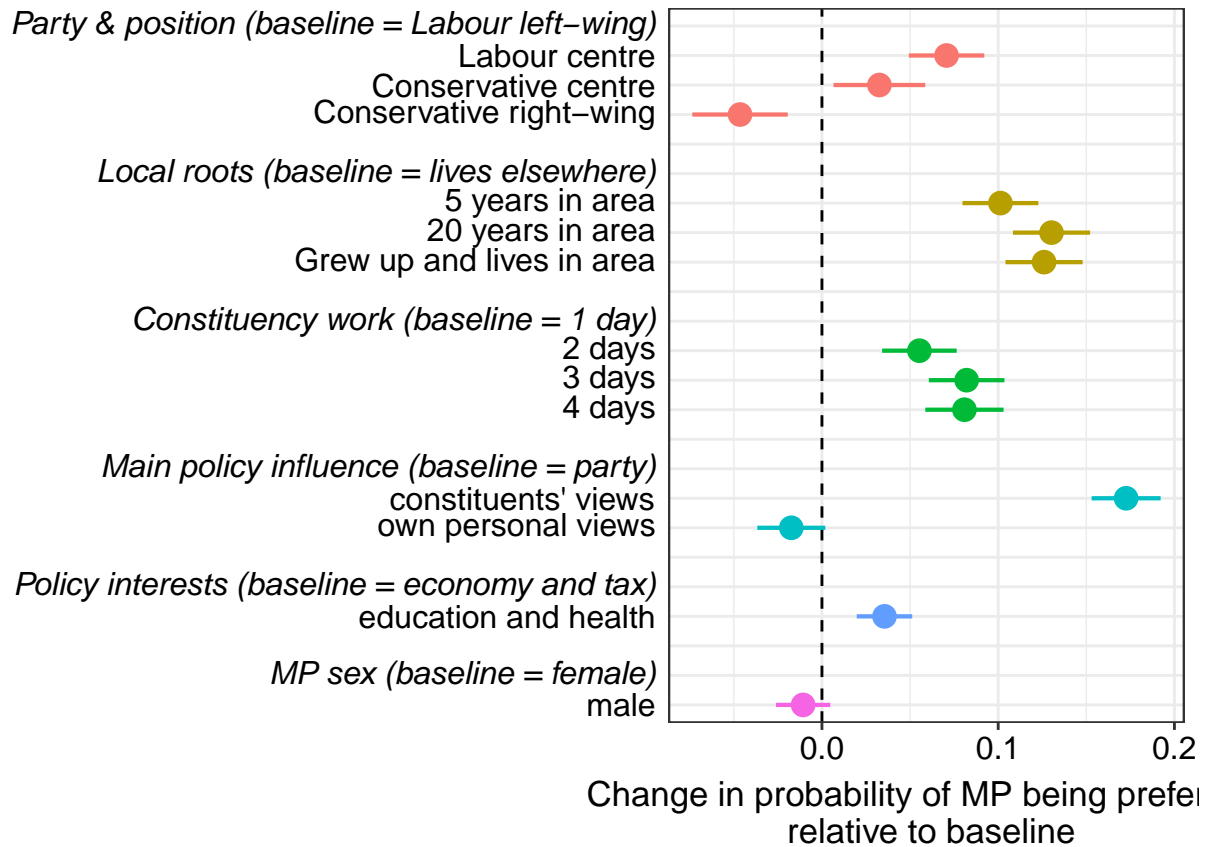 Party & position (baseline = Labour left−wing)
Labour centre
Conservative centre
Conservative right−wing
Local roots (baseline = lives elsewhere)
5 years in area
20 years in area
Grew up and lives in area
Constituency work (baseline = 1 day)
2 days
3 days
4 days
Main policy influence (baseline = party)
constituents' views
own personal views
Policy interests (baseline = economy and tax)
education and health
MP sex (baseline = female)
male
0.0 0.1 0.2
Change in probability of MP being prefer
relative to baseline